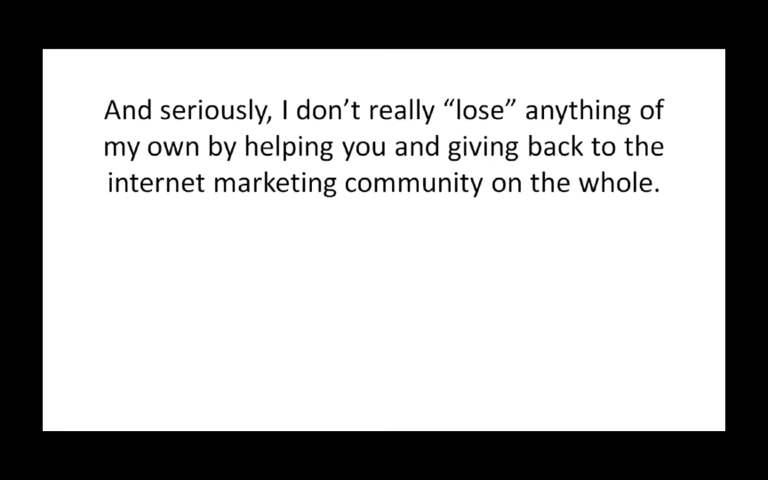 And seriously, I don’t really “lose” anything of
my own by helping you and giving back to the
internet marketing community on the whole.